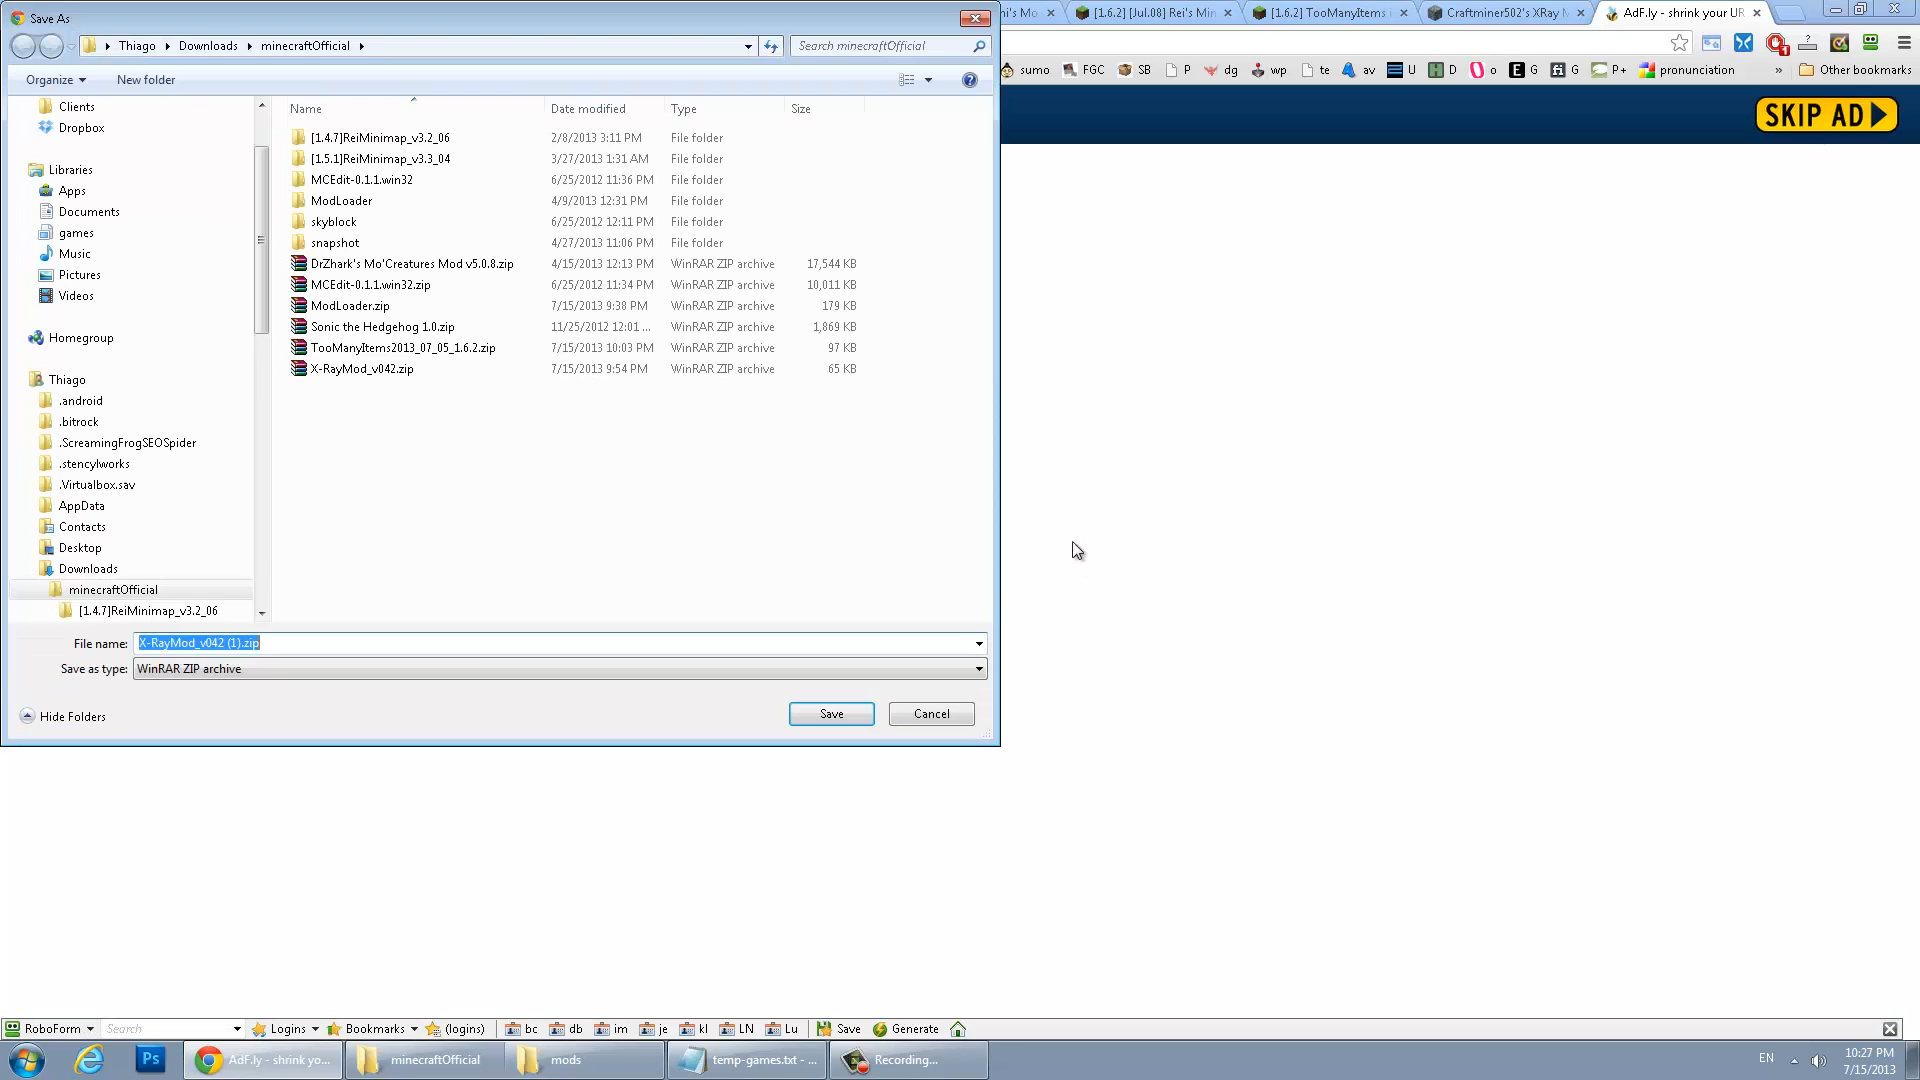 Save As
ni's Mo
[1.6.2] [Jul.08] Rei's Min
[1.6.2] TooManyItems i
Craftminer502's XRay M
AdF.ly - shrink your UR
Thiago
Downloads
minecraftOfficial
Search minecraftOfficial
1
sumo
FGC
SB
P
dg
wp
te
av
U
D
o
G
G
P+
pronunciation
»
Other bookmarks
Organize
New folder
SKIP AD
Clients
Dropbox
Libraries
Apps
Documents
games
Music
Pictures
Videos
Homegroup
Thiago
.android
.bitrock
.ScreamingFrogSEOSpider
.stencylworks
.Virtualbox.sav
AppData
Contacts
Desktop
Downloads
minecraftOfficial
[1.4.7]ReiMinimap_v3.2_06
Name Date modified Type Size
[1.4.7]ReiMinimap_v3.2_06 2/8/2013 3:11 PM File folder
[1.5.1]ReiMinimap_v3.3_04 3/27/2013 1:31 AM File folder
MCEdit-0.1.1.win32 6/25/2012 11:36 PM File folder
ModLoader 4/9/2013 12:31 PM File folder
skyblock 6/25/2012 12:11 PM File folder
snapshot 4/27/2013 11:06 PM File folder
DrZhark's Mo'Creatures Mod v5.0.8.zip 4/15/2013 12:13 PM WinRAR ZIP archive 17,544 KB
MCEdit-0.1.1.win32.zip 6/25/2012 11:34 PM WinRAR ZIP archive 10,011 KB
ModLoader.zip 7/15/2013 9:38 PM WinRAR ZIP archive 179 KB
Sonic the Hedgehog 1.0.zip 11/25/2012 12:01 ... WinRAR ZIP archive 1,869 KB
TooManyItems2013_07_05_1.6.2.zip 7/15/2013 10:03 PM WinRAR ZIP archive 97 KB
X-RayMod_v042.zip 7/15/2013 9:54 PM WinRAR ZIP archive 65 KB
File name: X-RayMod_v042 (1).zip
Save as type: WinRAR ZIP archive
Hide Folders
Save
Cancel
RoboForm
Search
Logins
Bookmarks
(logins)
bc
db
im
je
kl
LN
Lu
Save
Generate
Ps
AdF.ly - shrink yo...
minecraftOfficial
mods
temp-games.txt - ...
Recording...
EN
10:27 PM
7/15/2013